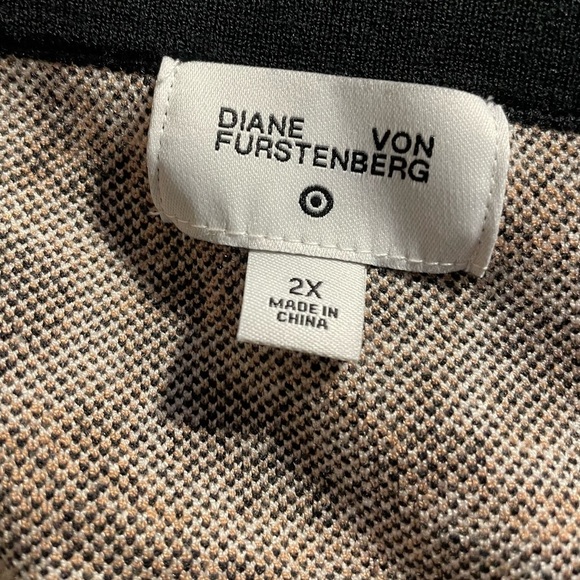 DIANE VON
FURSTENBERG
2X
MADE IN
CHINA